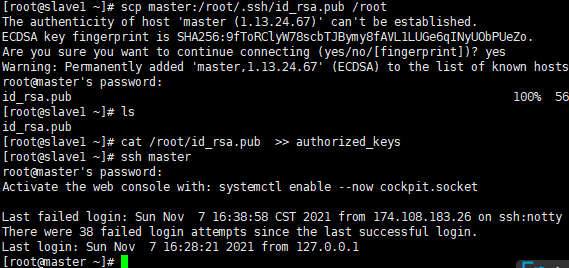 [root@slave1 ~]# scp master:/root/.ssh/id_rsa.pub /root
The authenticity of host 'master (1.13.24.67)' can't be established.
ECDSA key fingerprint is SHA256:9fToRClyW78scbTJBymy8fAVL1LUGe6qINyUObPUeZo.
Are you sure you want to continue connecting (yes/no/[fingerprint])? yes
Warning: Permanently added 'master,1.13.24.67' (ECDSA) to the list of known hosts
root@master's password:
id_rsa.pub 100% 56
[root@slave1 ~]# ls
id_rsa.pub
[root@slave1 ~]# cat /root/id_rsa.pub >> authorized_keys
[root@slave1 ~]# ssh master
root@master's password:
Activate the web console with: systemctl enable --now cockpit.socket
Last failed login: Sun Nov 7 16:38:58 CST 2021 from 174.108.183.26 on ssh:notty
There were 38 failed login attempts since the last successful login.
Last login: Sun Nov 7 16:28:21 2021 from 127.0.0.1
[root@master ~]#